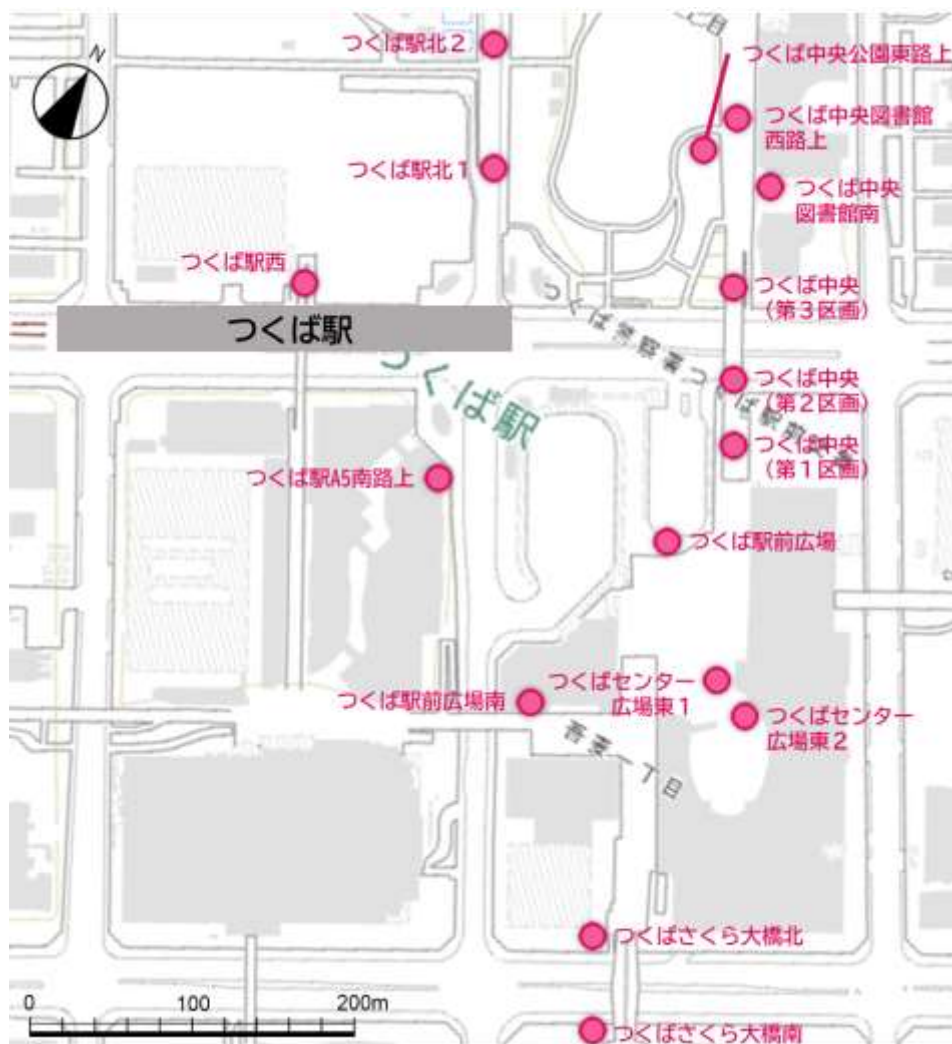 N
つくば駅北２
つくば中央公園東路上
つくば中央図書館
西路上
つくば駅北１
つくば中央
図書館南
つくば駅西
つくば中央
（第３区画）
つくば駅
つくば駅
つくば中央
（第２区画）
つくば中央
（第１区画）
つくば駅A5南路上
つくば駅前広場
つくばセンター
広場東１
つくば駅前広場南
つくばセンター
広場東２
吾妻一丁目
つくばさくら大橋北
0 100 200m
つくばさくら大橋南